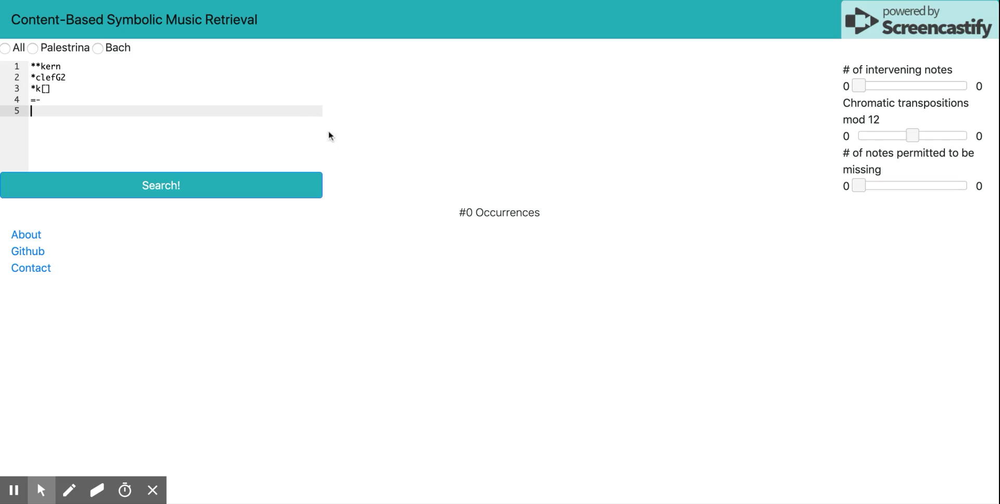 Content-Based Symbolic Music Retrieval
powered by
Screencastify
All Palestrina Bach
1 **kern
2 *clefG2
3 *k[]
4 =-
5
# of intervening notes
0 0
Chromatic transpositions
mod 12
0 0
# of notes permitted to be
missing
0 0
Search!
#0 Occurrences
About
Github
Contact